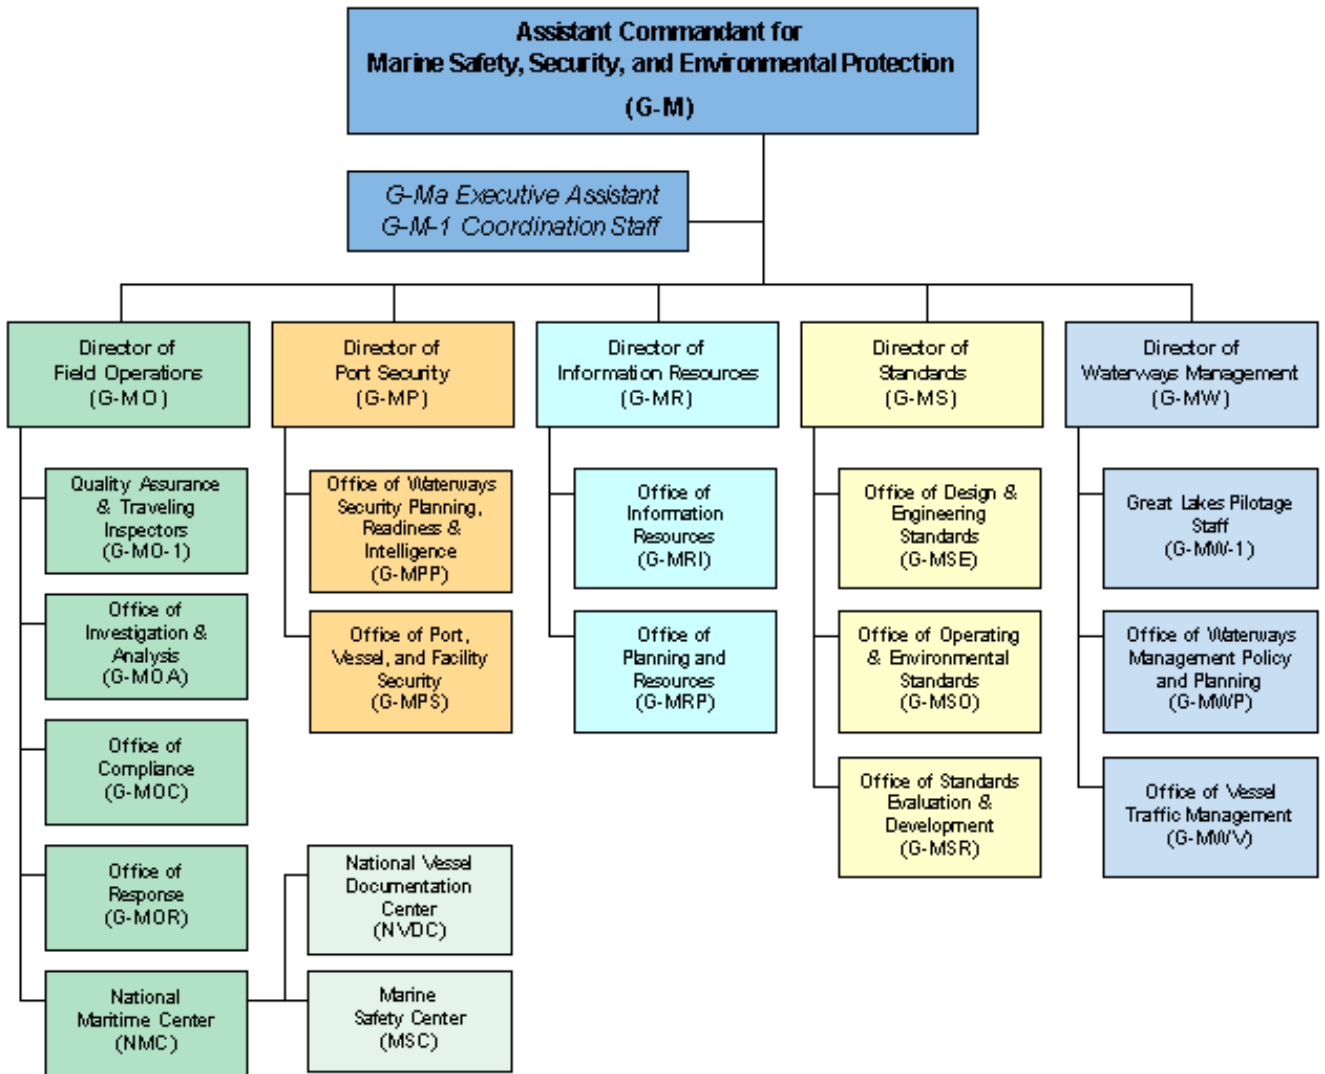 Assistant Commandant for
Marine Safety, Security, and Environmental Protection
(G-M)
G-Ma Executive Assistant
G-M-1 Coordination Staff
Director of
Field Operations
(G-MO)
Director of
Port Security
(G-MP)
Director of
Information Resources
(G-MR)
Director of
Standards
(G-MS)
Director of
Waterways Management
(G-MW)
Quality Assurance
& Traveling
Inspectors
(G-MO-1)
Office of
Investigation &
Analysis
(G-MOA)
Office of
Compliance
(G-MOC)
Office of
Response
(G-MOR)
National
Maritime Center
(NMC)
National Vessel
Documentation
Center
(NVDC)
Marine
Safety Center
(MSC)
Office of Waterways
Security Planning,
Readiness &
Intelligence
(G-MPP)
Office of Port,
Vessel, and Facility
Security
(G-MPS)
Office of
Information
Resources
(G-MRI)
Office of
Planning and
Resources
(G-MRP)
Office of Design &
Engineering
Standards
(G-MSE)
Office of Operating
& Environmental
Standards
(G-MSO)
Office of Standards
Evaluation &
Development
(G-MSR)
Great Lakes Pilotage
Staff
(G-MW-1)
Office of Waterways
Management Policy
and Planning
(G-MWP)
Office of Vessel
Traffic Management
(G-MWV)